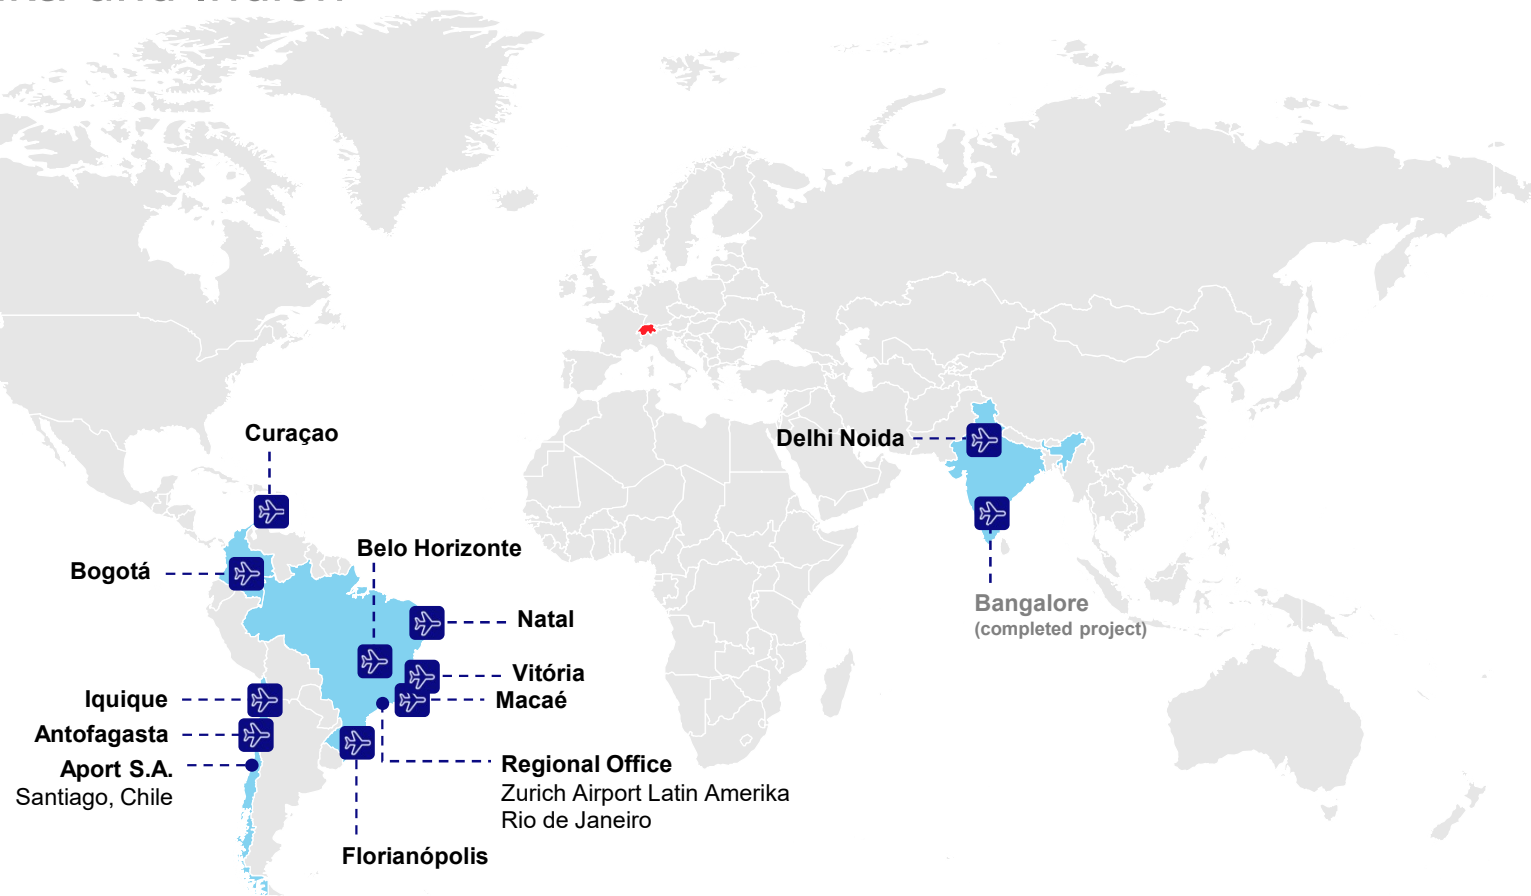 Curaçao
Delhi Noida
Belo Horizonte
Bogotá
Bangalore
(completed project)
Natal
Vitória
Iquique
Macaé
Antofagasta
Aport S.A.
Santiago, Chile
Regional Office
Zurich Airport Latin Amerika
Rio de Janeiro
Florianópolis